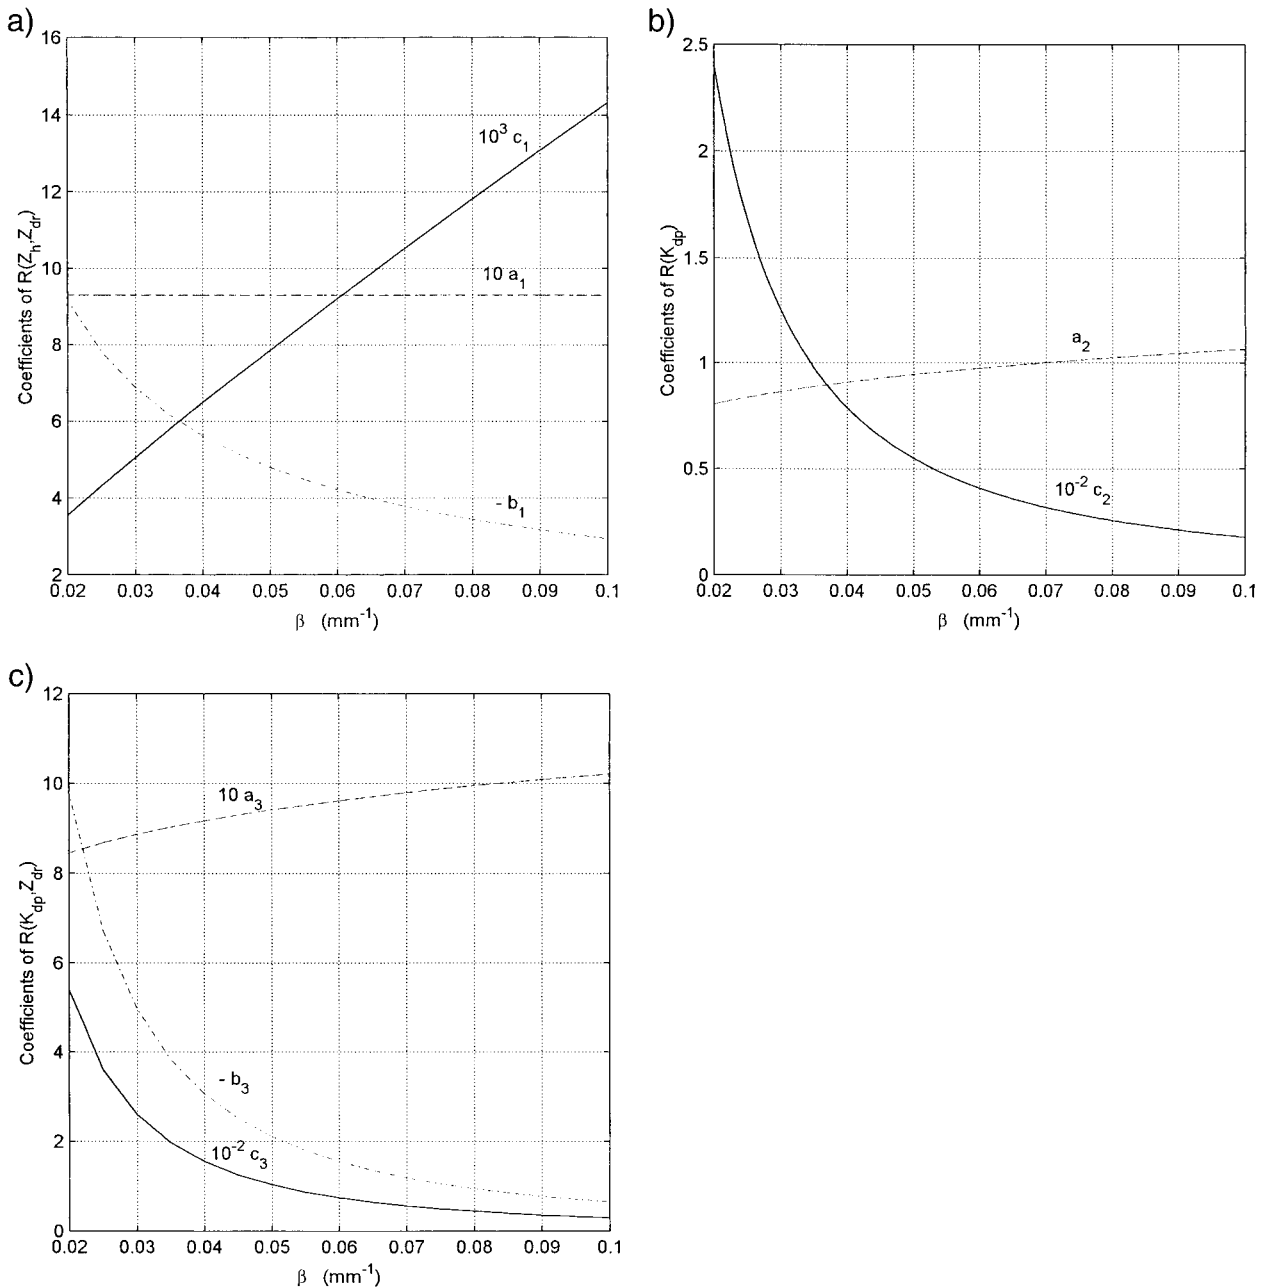 a)
16
14
12
10
8
6
4
2
Coefficients of R(Z_h,Z_dr)
10^3 c_1
10 a_1
- b_1
0.02 0.03 0.04 0.05 0.06 0.07 0.08 0.09 0.1
β (mm^-1)
b)
2.5
2
1.5
1
0.5
0
Coefficients of R(K_dp)
a_2
10^-2 c_2
0.02 0.03 0.04 0.05 0.06 0.07 0.08 0.09 0.1
β (mm^-1)
c)
12
10
8
6
4
2
0
Coefficients of R(K_dp,Z_dr)
10 a_3
- b_3
10^-2 c_3
0.02 0.03 0.04 0.05 0.06 0.07 0.08 0.09 0.1
β (mm^-1)